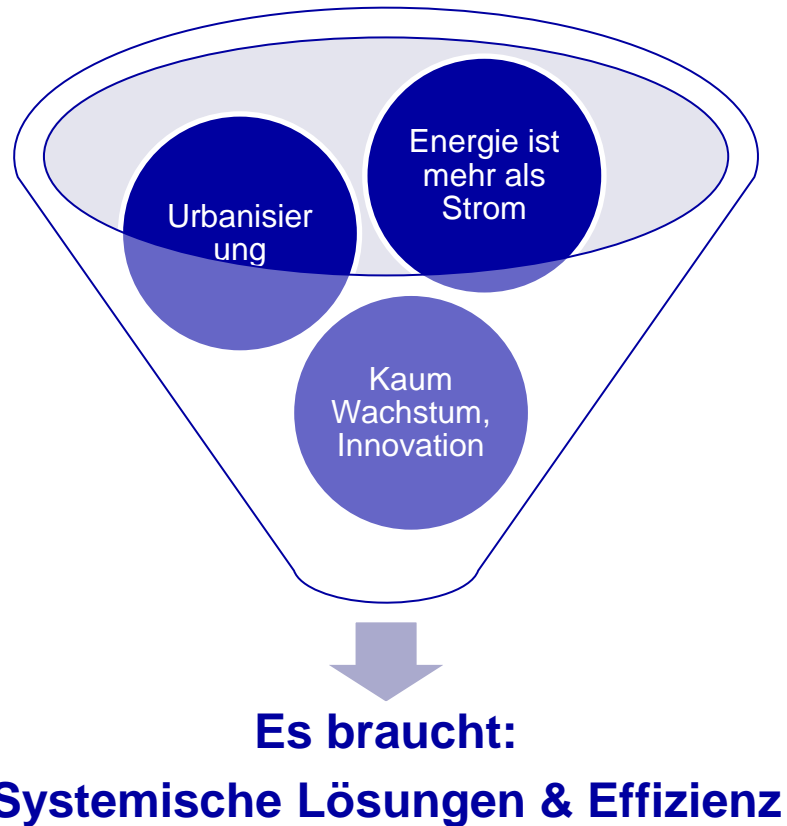 Energie ist
mehr als
Strom
Urbanisier
ung
Kaum
Wachstum,
Innovation
Es braucht:
Systemische Lösungen & Effizienz